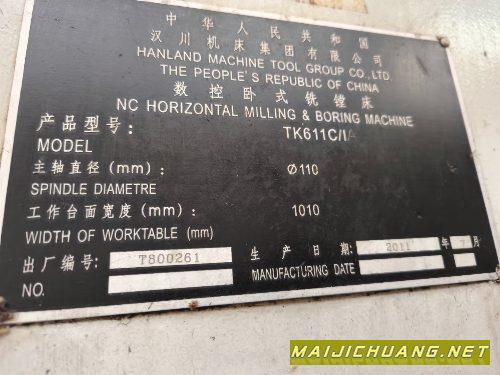 中华人民共和国
汉川机床集团有限公司
HANLAND MACHINE TOOL GROUP CO.,LTD.
THE PEOPLE'S REPUBLIC OF CHINA
数控卧式铣镗床
NC HORIZONTAL MILLING & BORING MACHINE
产品型号:
MODEL TK611C/1A
主轴直径(mm): Ø110
SPINDLE DIAMETRE
工作台面宽度(mm): 1010
WIDTH OF WORKTABLE (mm)
出厂编号: T800261 生产日期: 2011 年 7 月
NO. MANUFACTURING DATE
MAIJICHUANG.NET